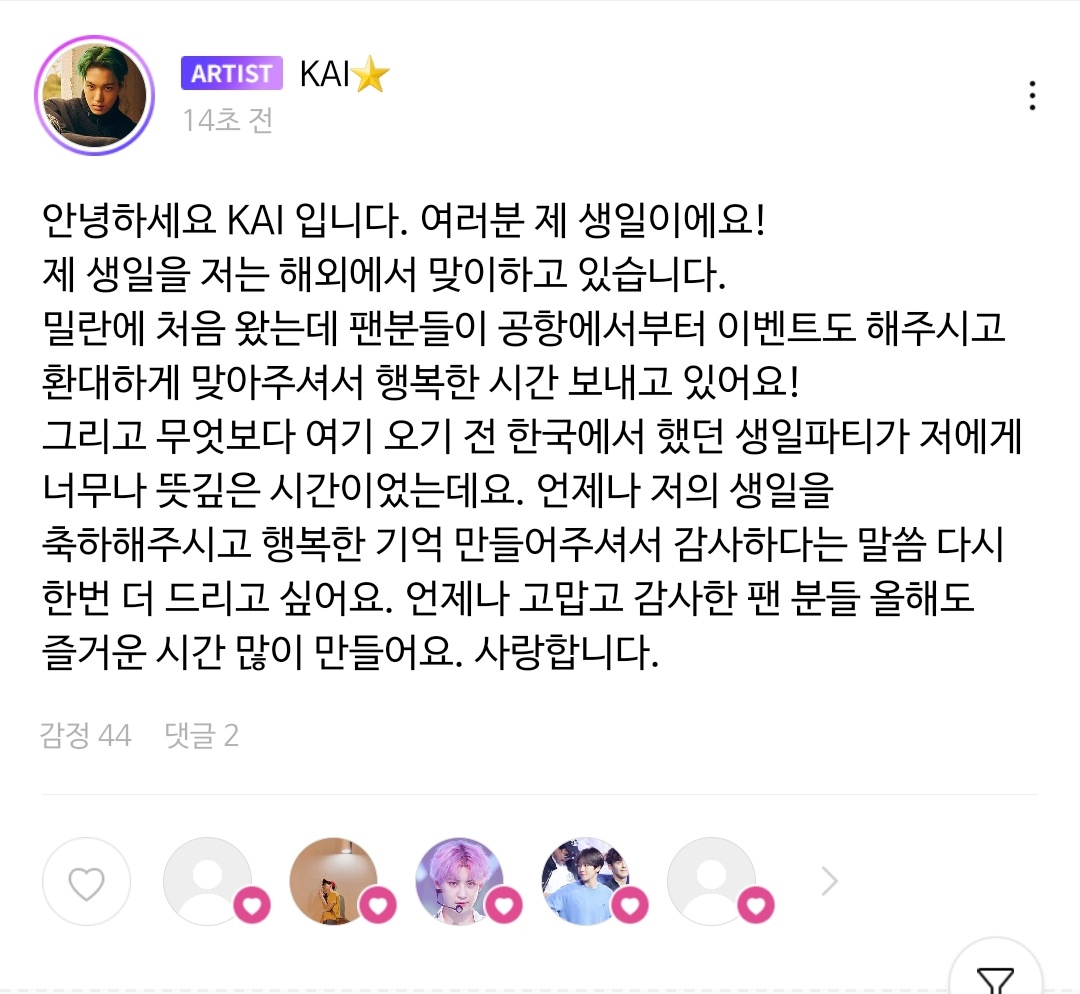 ARTIST KAI⭐
14초 전
안녕하세요 KAI 입니다. 여러분 제 생일이에요!
제 생일을 저는 해외에서 맞이하고 있습니다.
밀란에 처음 왔는데 팬분들이 공항에서부터 이벤트도 해주시고
환대하게 맞아주셔서 행복한 시간 보내고 있어요!
그리고 무엇보다 여기 오기 전 한국에서 했던 생일파티가 저에게
너무나 뜻깊은 시간이었는데요. 언제나 저의 생일을
축하해주시고 행복한 기억 만들어주셔서 감사하다는 말씀 다시
한번 더 드리고 싶어요. 언제나 고맙고 감사한 팬 분들 올해도
즐거운 시간 많이 만들어요. 사랑합니다.
감정 44 댓글 2